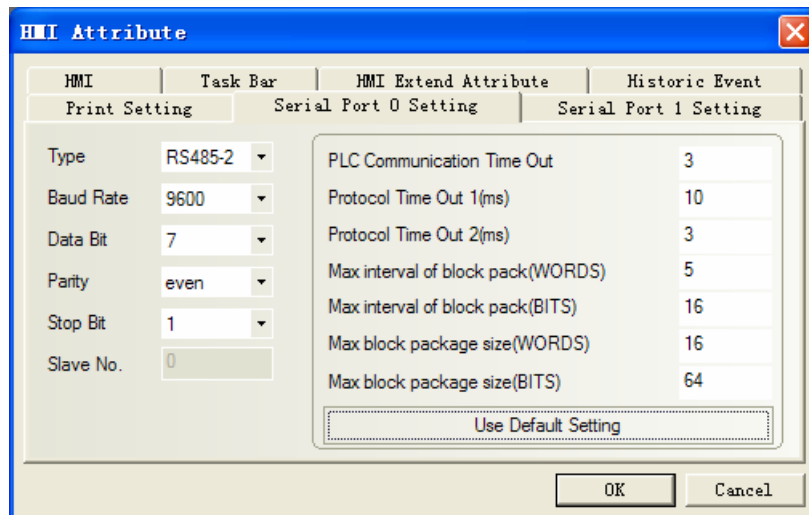 HMI Attribute
HMI Task Bar HMI Extend Attribute Historic Event
Print Setting Serial Port 0 Setting Serial Port 1 Setting
Type RS485-2
Baud Rate 9600
Data Bit 7
Parity even
Stop Bit 1
Slave No. 0
PLC Communication Time Out 3
Protocol Time Out 1(ms) 10
Protocol Time Out 2(ms) 3
Max interval of block pack(WORDS) 5
Max interval of block pack(BITS) 16
Max block package size(WORDS) 16
Max block package size(BITS) 64
Use Default Setting
OK Cancel